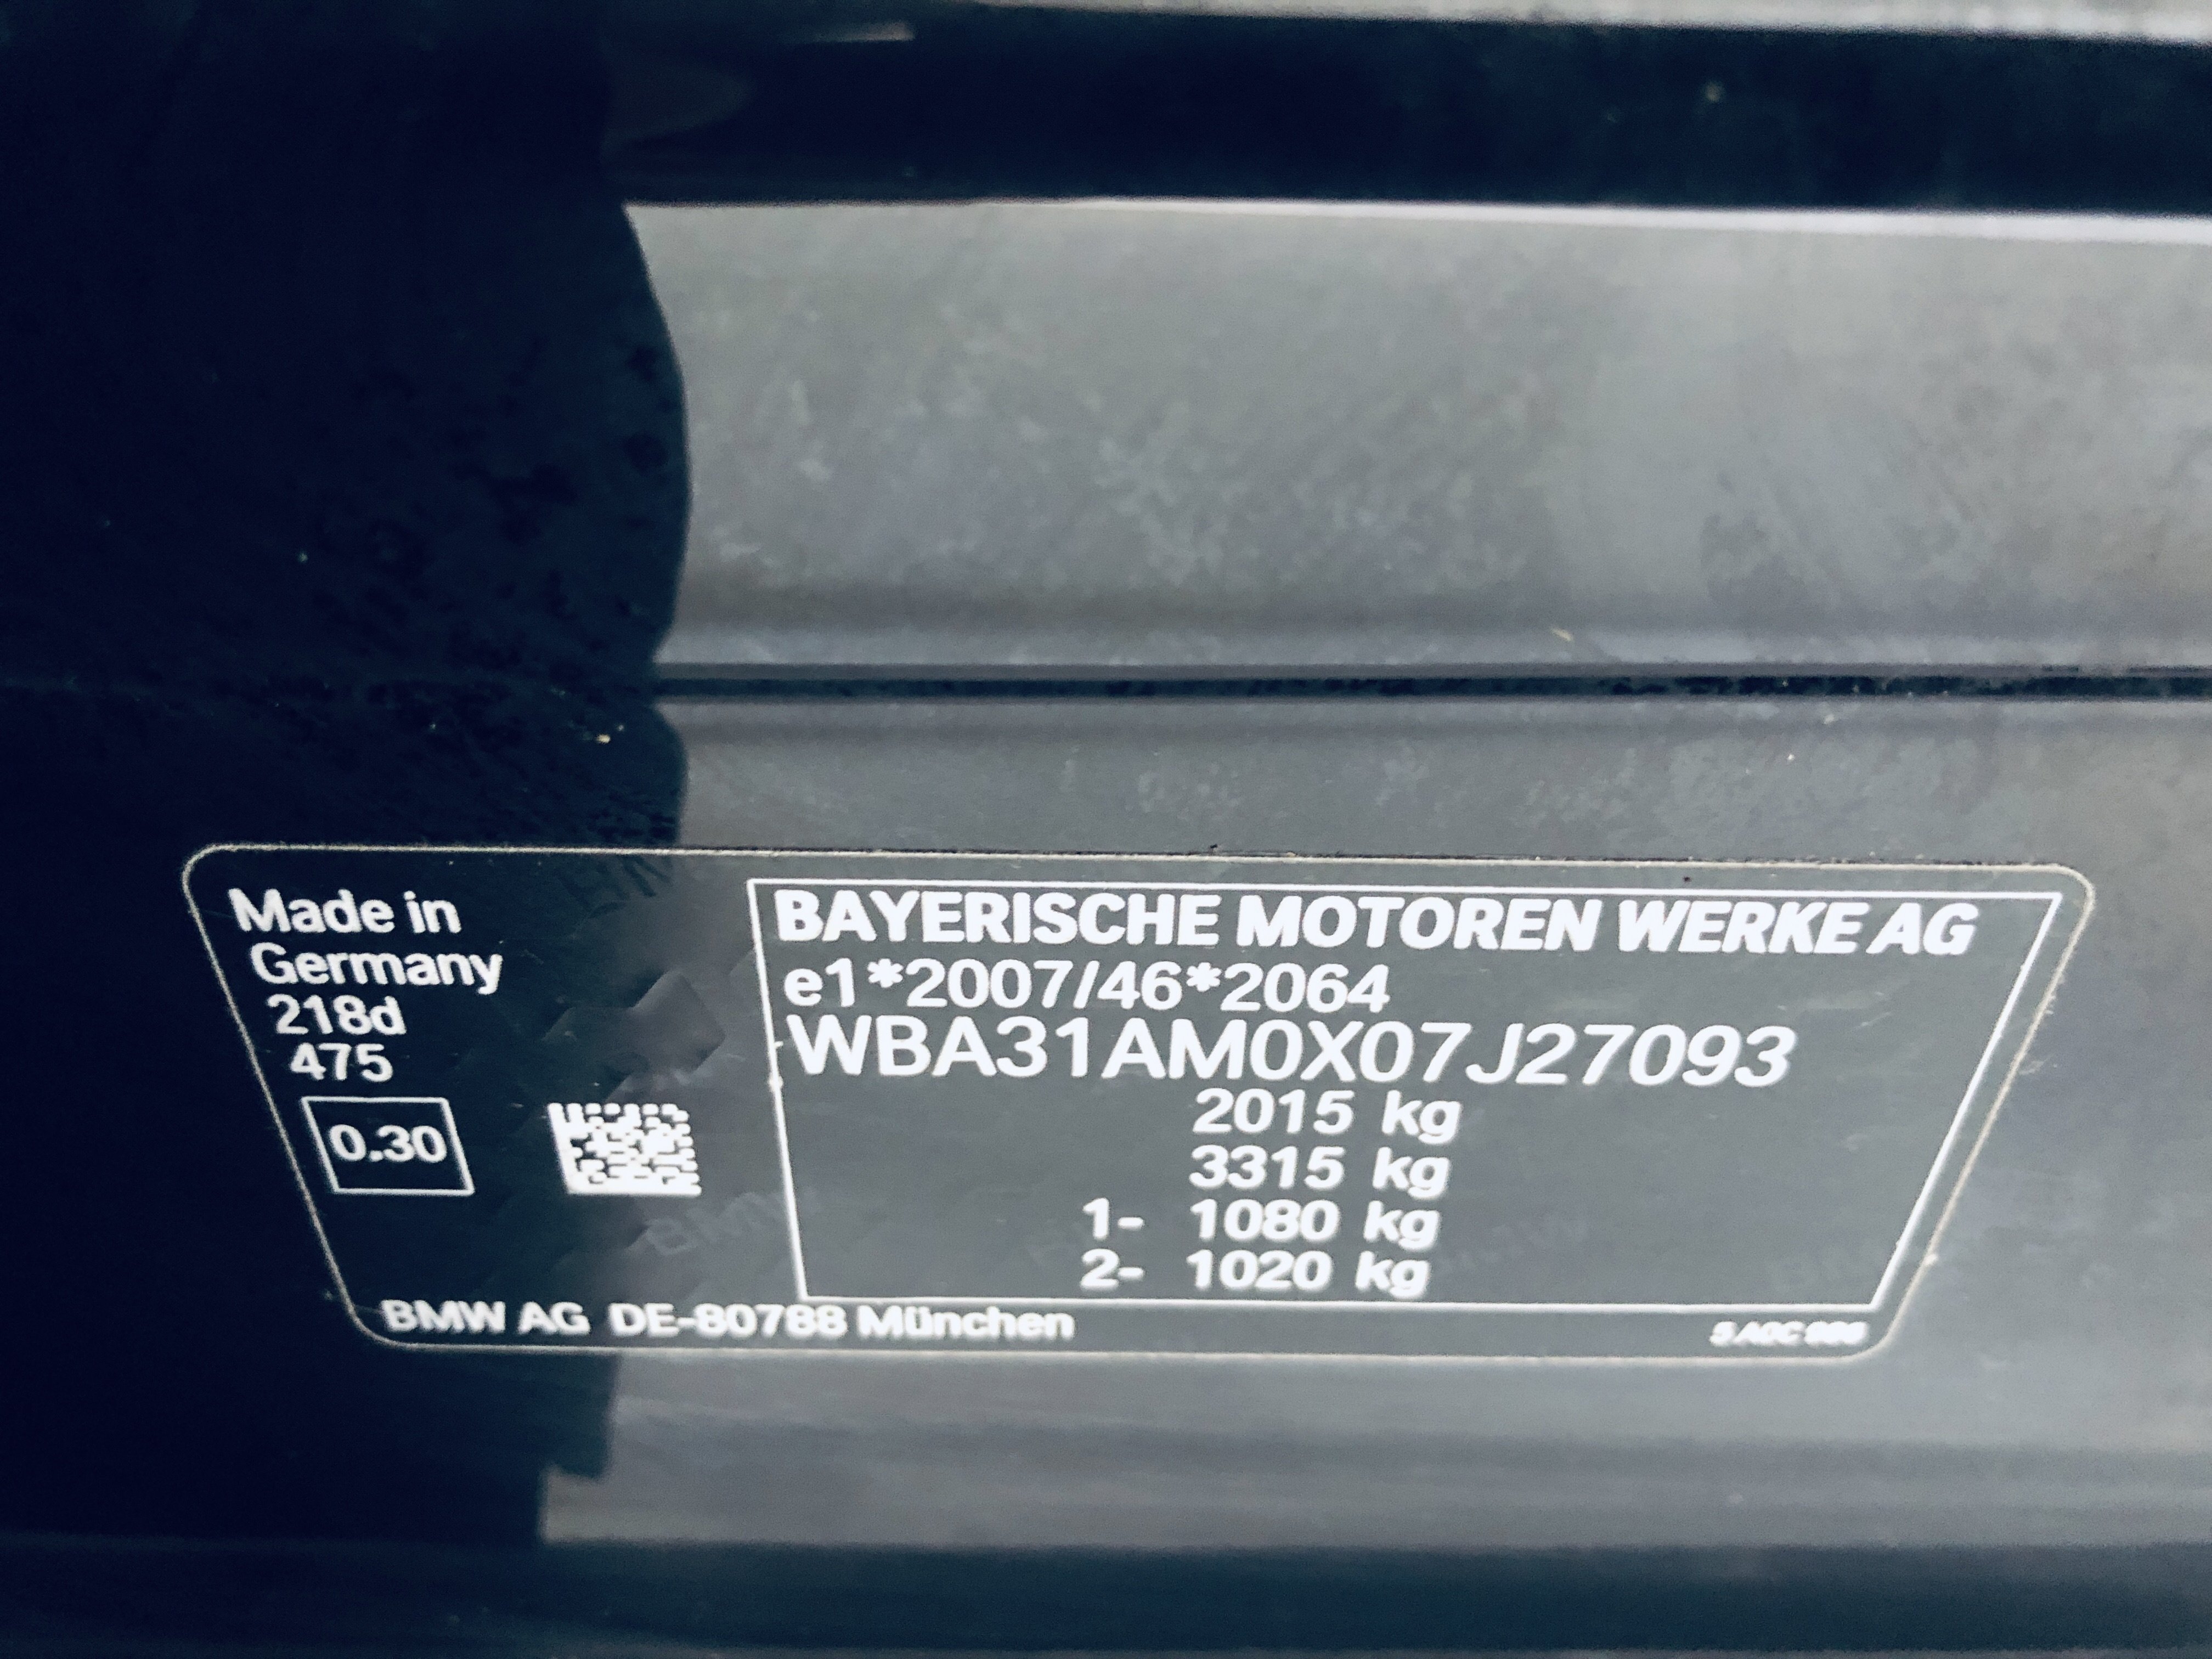 Made in
Germany
218d
475
0.30
BAYERISCHE MOTOREN WERKE AG
e1*2007/46*2064
WBA31AM0X07J27093
2015 kg
3315 kg
1- 1080 kg
2- 1020 kg
BMW AG DE-80788 München